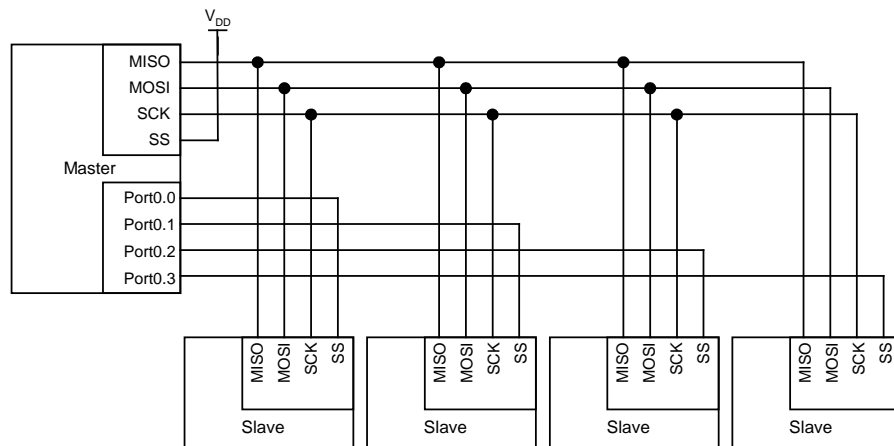 VDD
MISO
MOSI
SCK
SS
Master
Port0.0
Port0.1
Port0.2
Port0.3
MISO
MOSI
SCK
SS
Slave
MISO
MOSI
SCK
SS
Slave
MISO
MOSI
SCK
SS
Slave
MISO
MOSI
SCK
SS
Slave